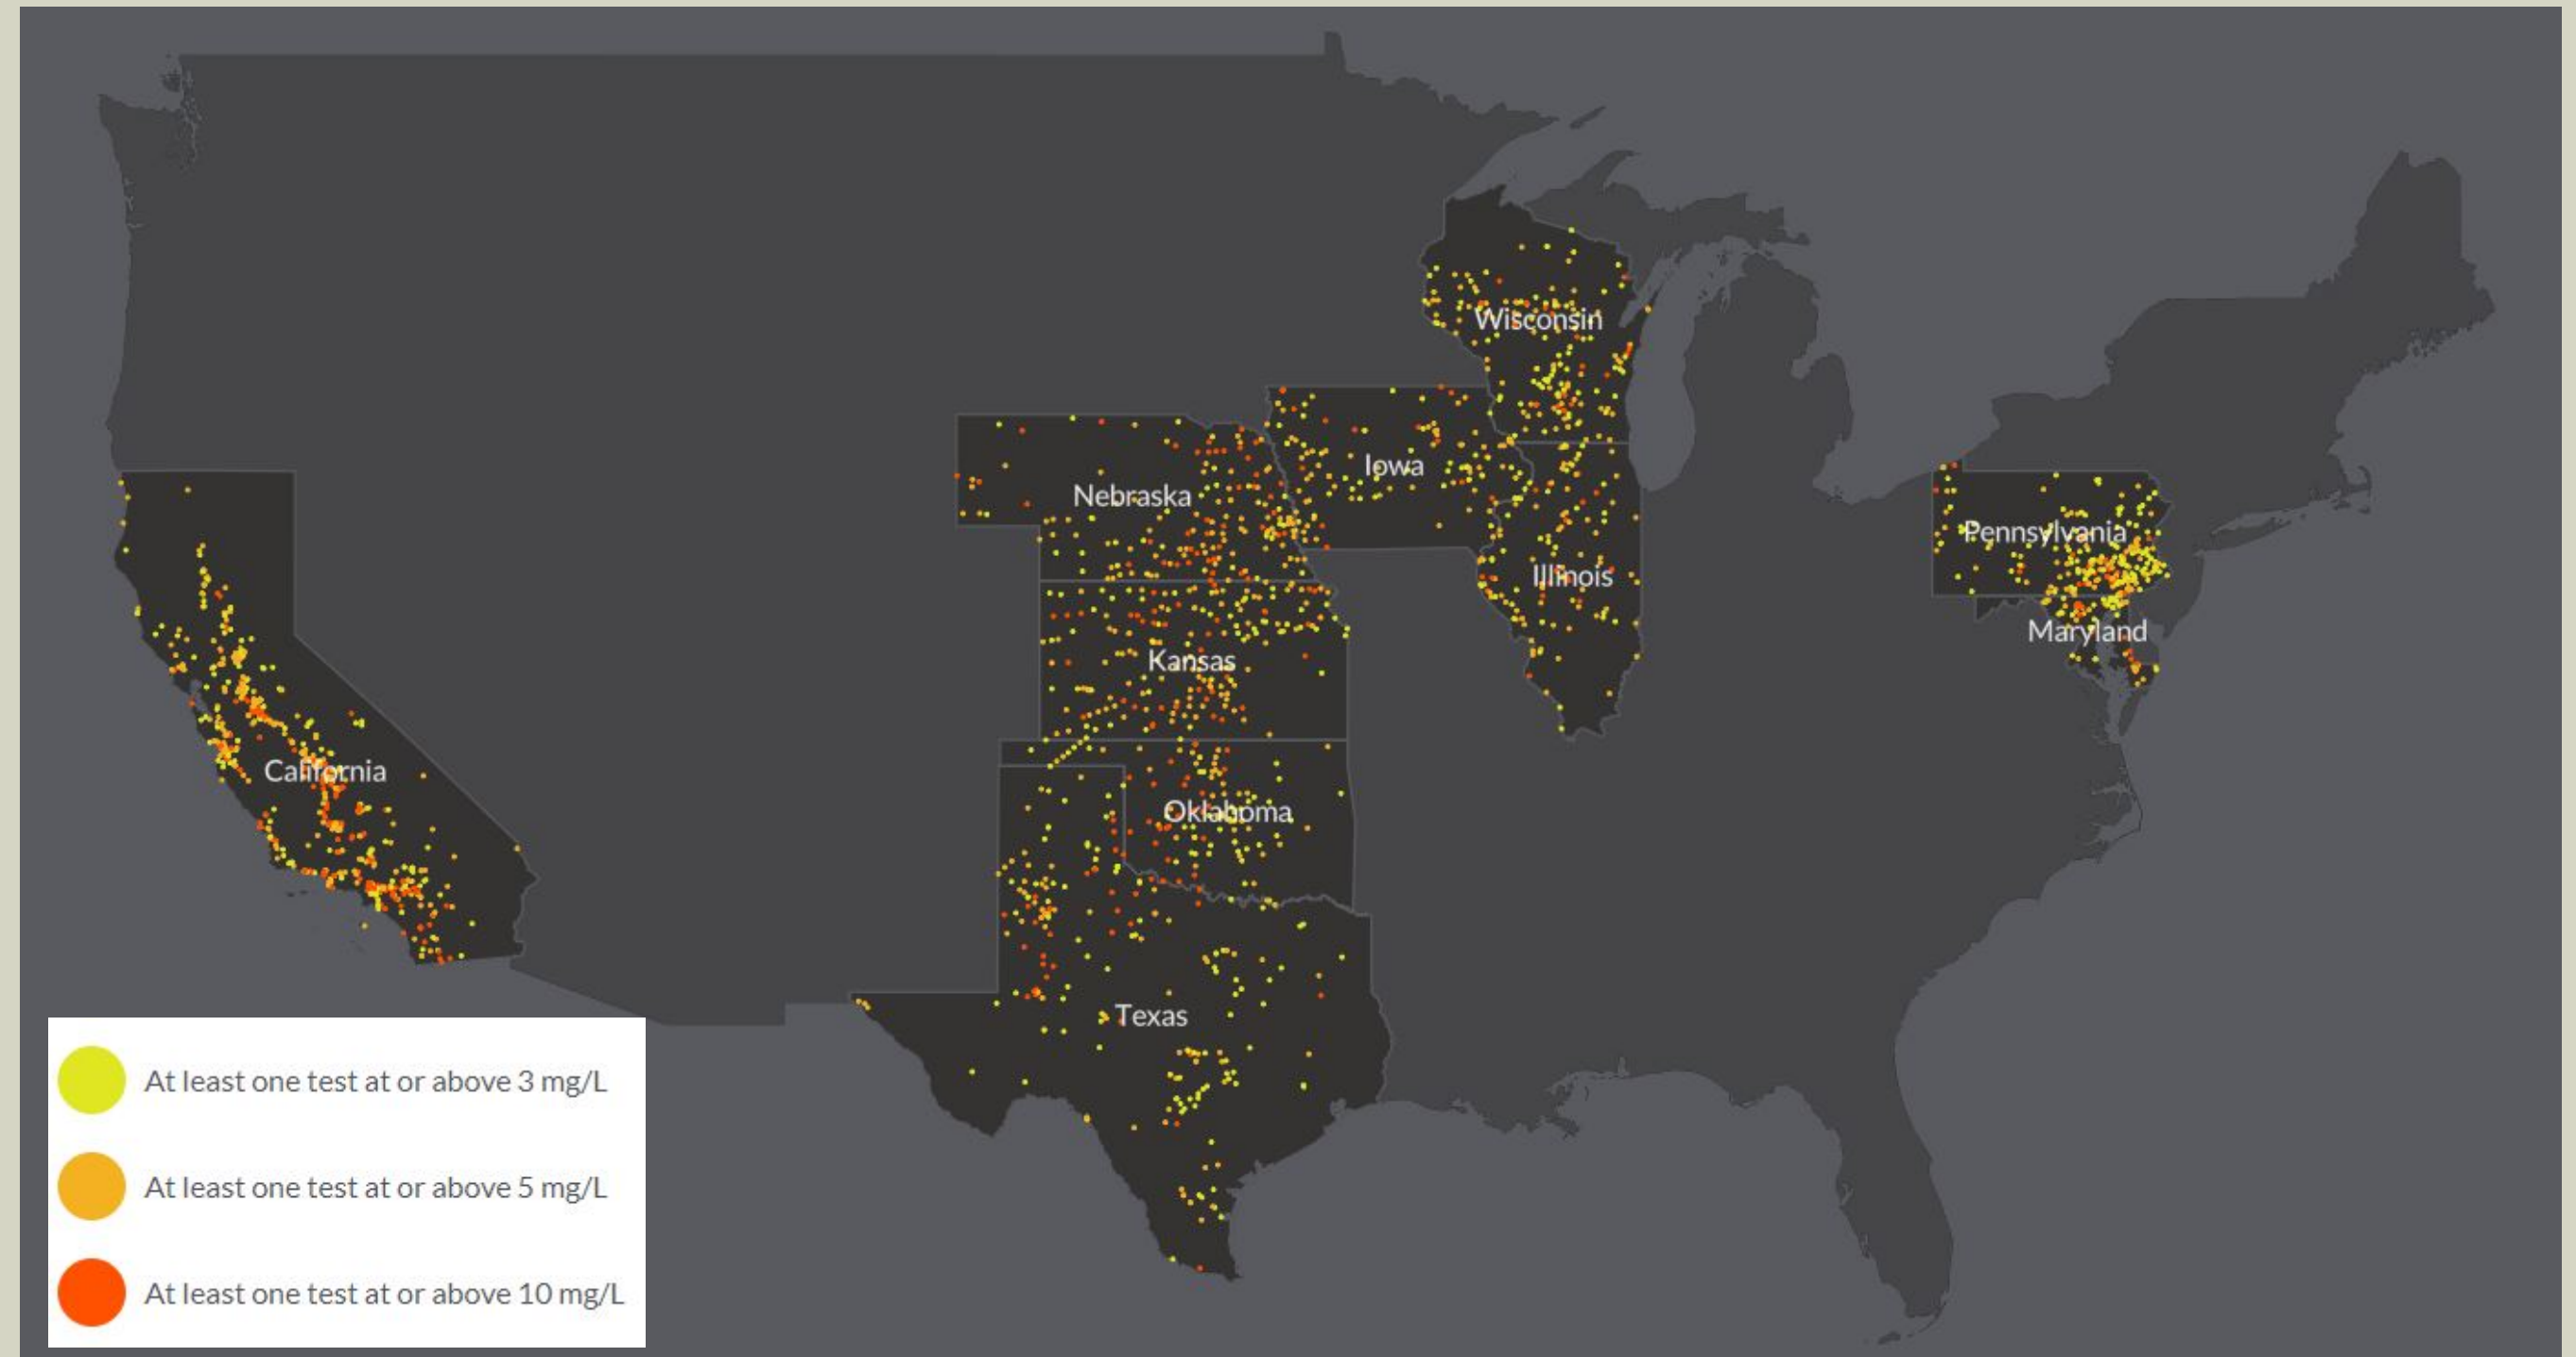 Wisconsin
Iowa
Nebraska
Pennsylvania
Illinois
Maryland
Kansas
California
Oklahoma
Texas
At least one test at or above 3 mg/L
At least one test at or above 5 mg/L
At least one test at or above 10 mg/L